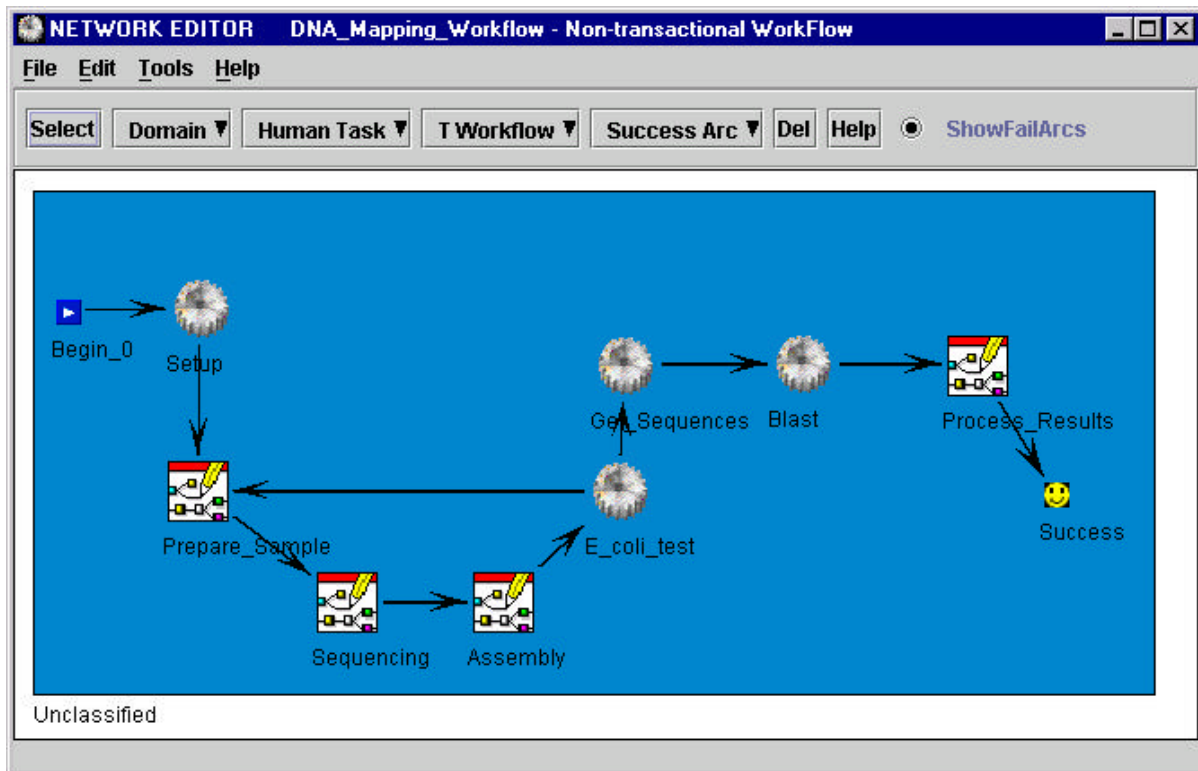 NETWORK EDITOR DNA_Mapping_Workflow - Non-transactional WorkFlow
File Edit Tools Help
Select Domain Human Task T Workflow Success Arc Del Help ShowFailArcs
Begin_0
Setup
Get_Sequences
Blast
Process_Results
Prepare_Sample
E_coli_test
Success
Sequencing
Assembly
Unclassified